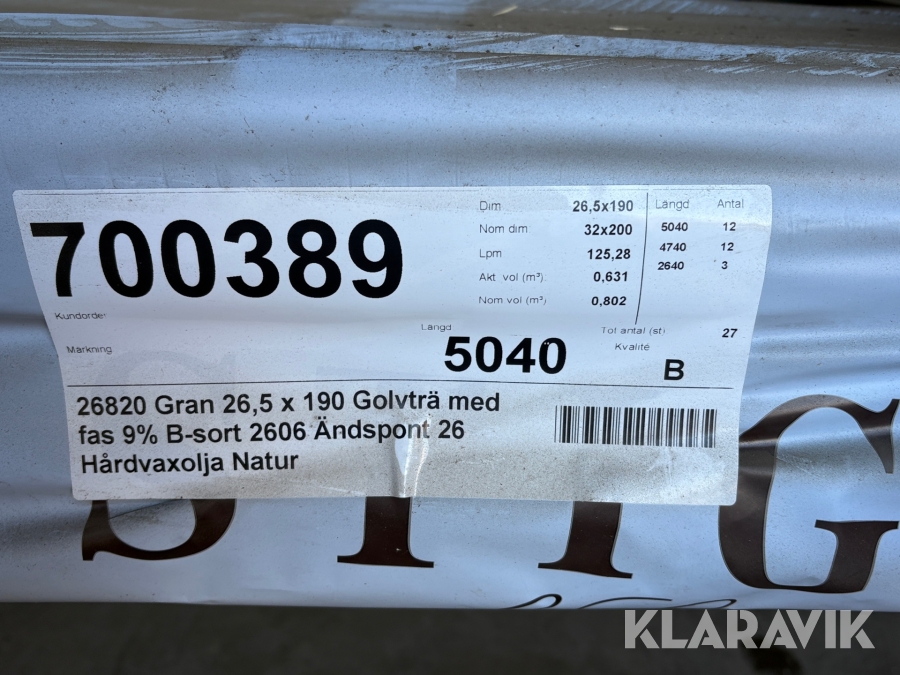 700389
Kundorder
Markning
Längd
5040
Dim 26,5x190
Nom dim 32x200
Lpm 125,28
Akt vol (m³) 0,631
Nom vol (m³) 0,802
Längd Antal
5040 12
4740 12
2640 3
Tot antal (st) 27
Kvalité
B
26820 Gran 26,5 x 190 Golvträ med
fas 9% B-sort 2606 Ändspont 26
Hårdvaxolja Natur
STIG
KLARAVIK